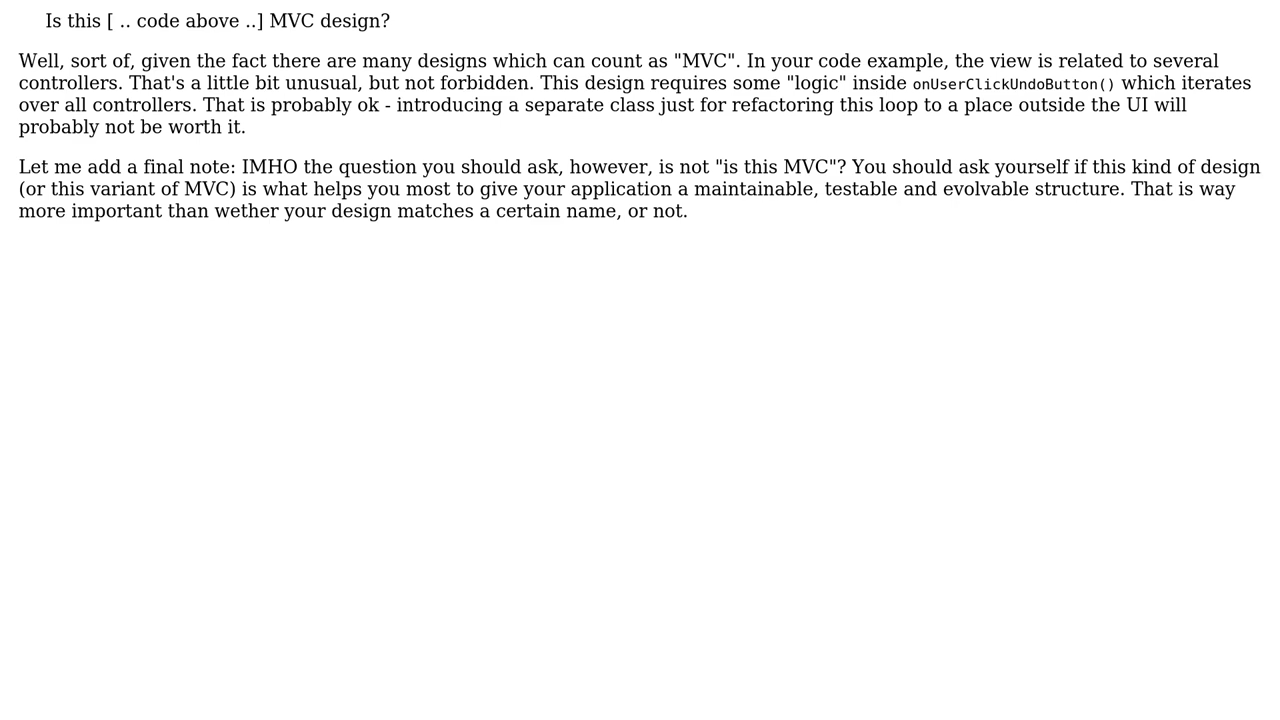 Is this [ .. code above ..] MVC design?
Well, sort of, given the fact there are many designs which can count as "MVC". In your code example, the view is related to several
controllers. That's a little bit unusual, but not forbidden. This design requires some "logic" inside onUserClickUndoButton() which iterates
over all controllers. That is probably ok - introducing a separate class just for refactoring this loop to a place outside the UI will
probably not be worth it.
Let me add a final note: IMHO the question you should ask, however, is not "is this MVC"? You should ask yourself if this kind of design
(or this variant of MVC) is what helps you most to give your application a maintainable, testable and evolvable structure. That is way
more important than wether your design matches a certain name, or not.